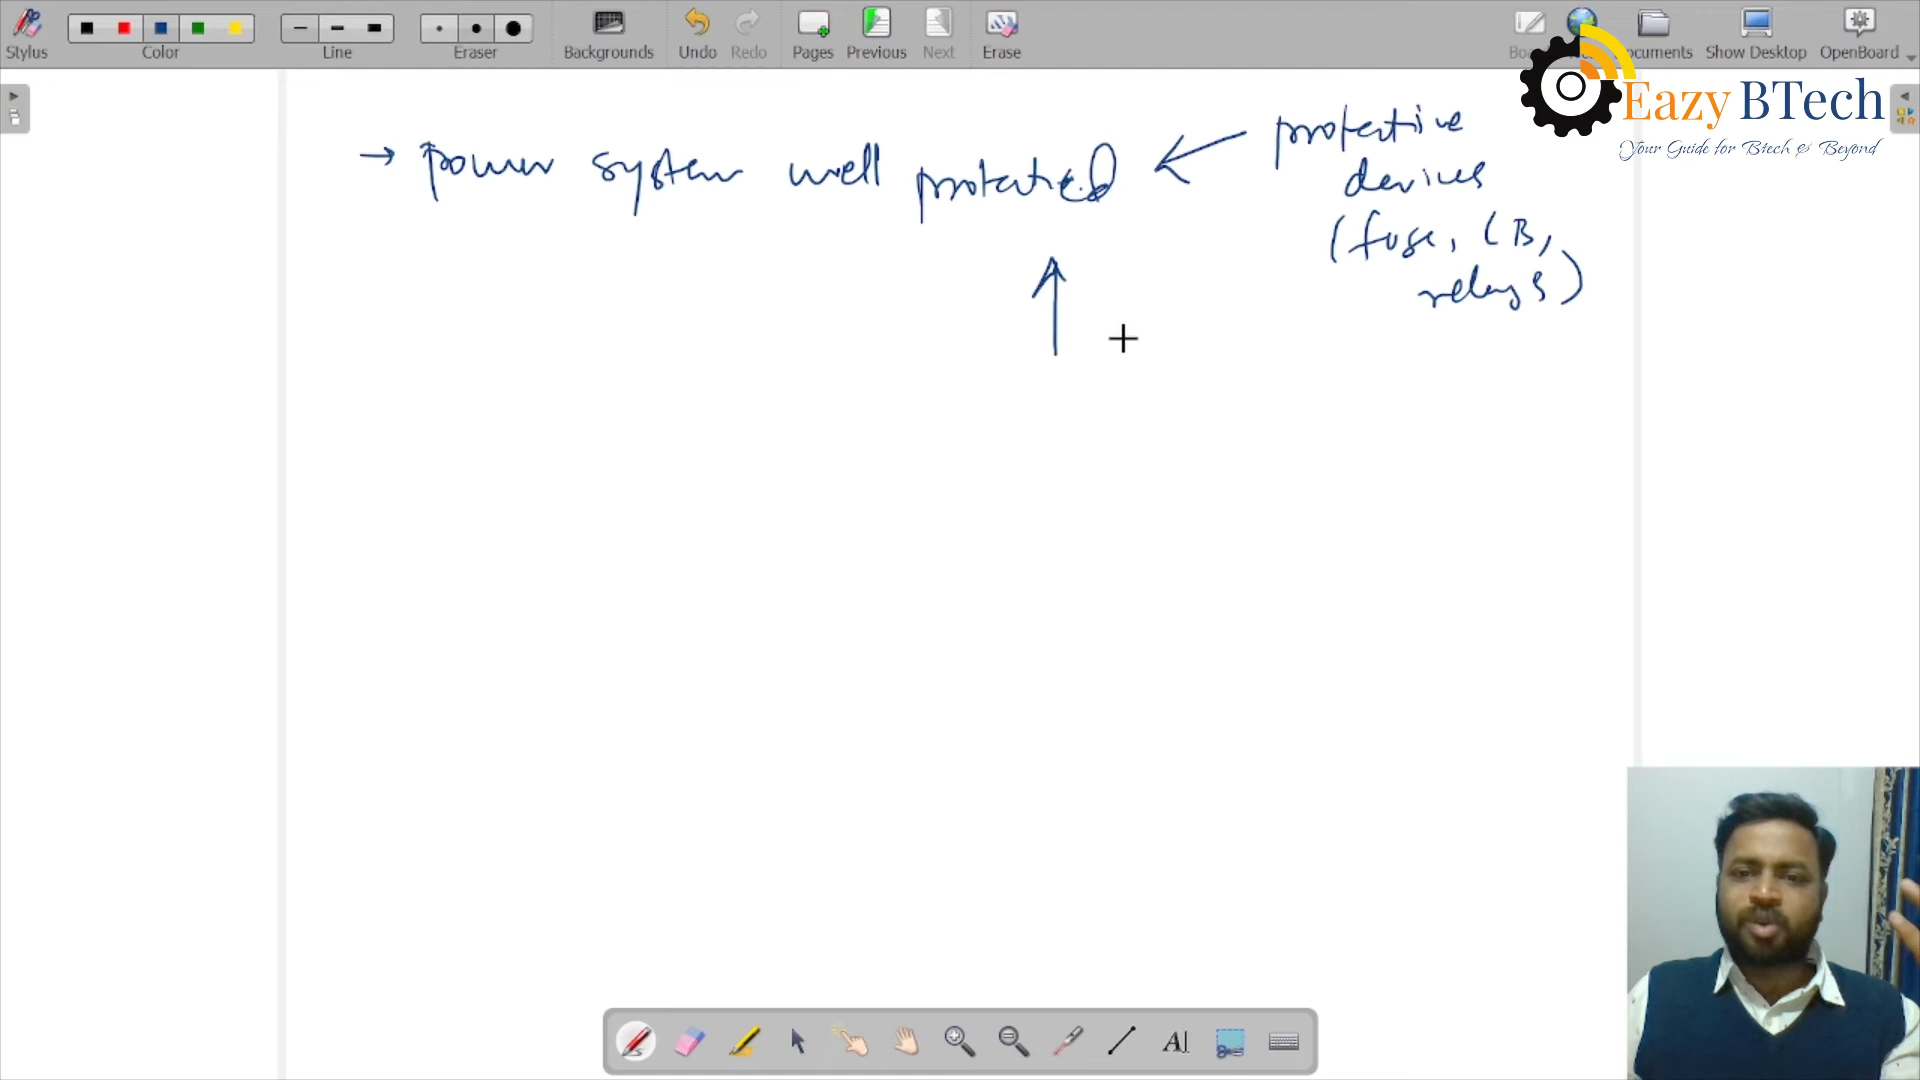 Stylus
Color
Line
Eraser
Backgrounds
Undo
Redo
Pages
Previous
Next
Erase
Documents
Show Desktop
OpenBoard
Eazy BTech
Your Guide for Btech & Beyond
→ power system well protected ← protective
devices
(fuse, CB,
relays)